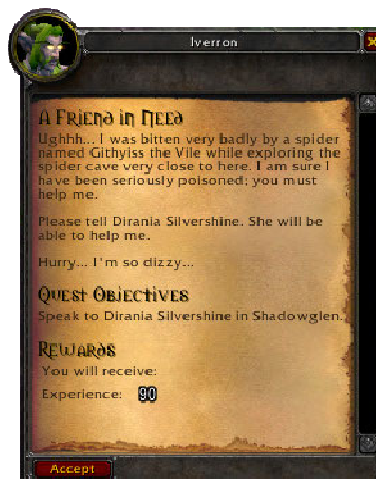 Iverron
A Friend in Need
Ughhh... I was bitten very badly by a spider
named Githyiss the Vile while exploring the
spider cave very close to here. I am sure I
have been seriously poisoned; you must
help me.
Please tell Dirania Silvershine. She will be
able to help me.
Hurry... I'm so dizzy...
Quest Objectives
Speak to Dirania Silvershine in Shadowglen.
Rewards
You will receive:
Experience: 90
Accept